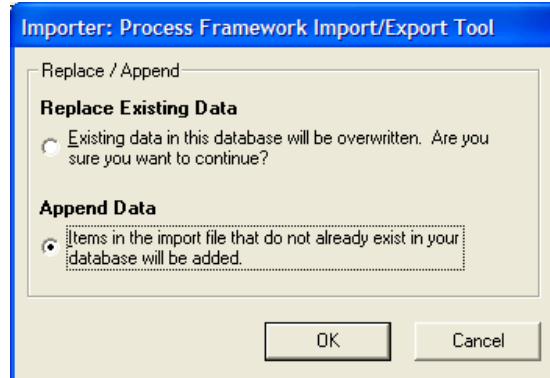 Importer: Process Framework Import/Export Tool
Replace / Append
Replace Existing Data
Existing data in this database will be overwritten.  Are you
sure you want to continue?
Append Data
Items in the import file that do not already exist in your
database will be added.
OK
Cancel